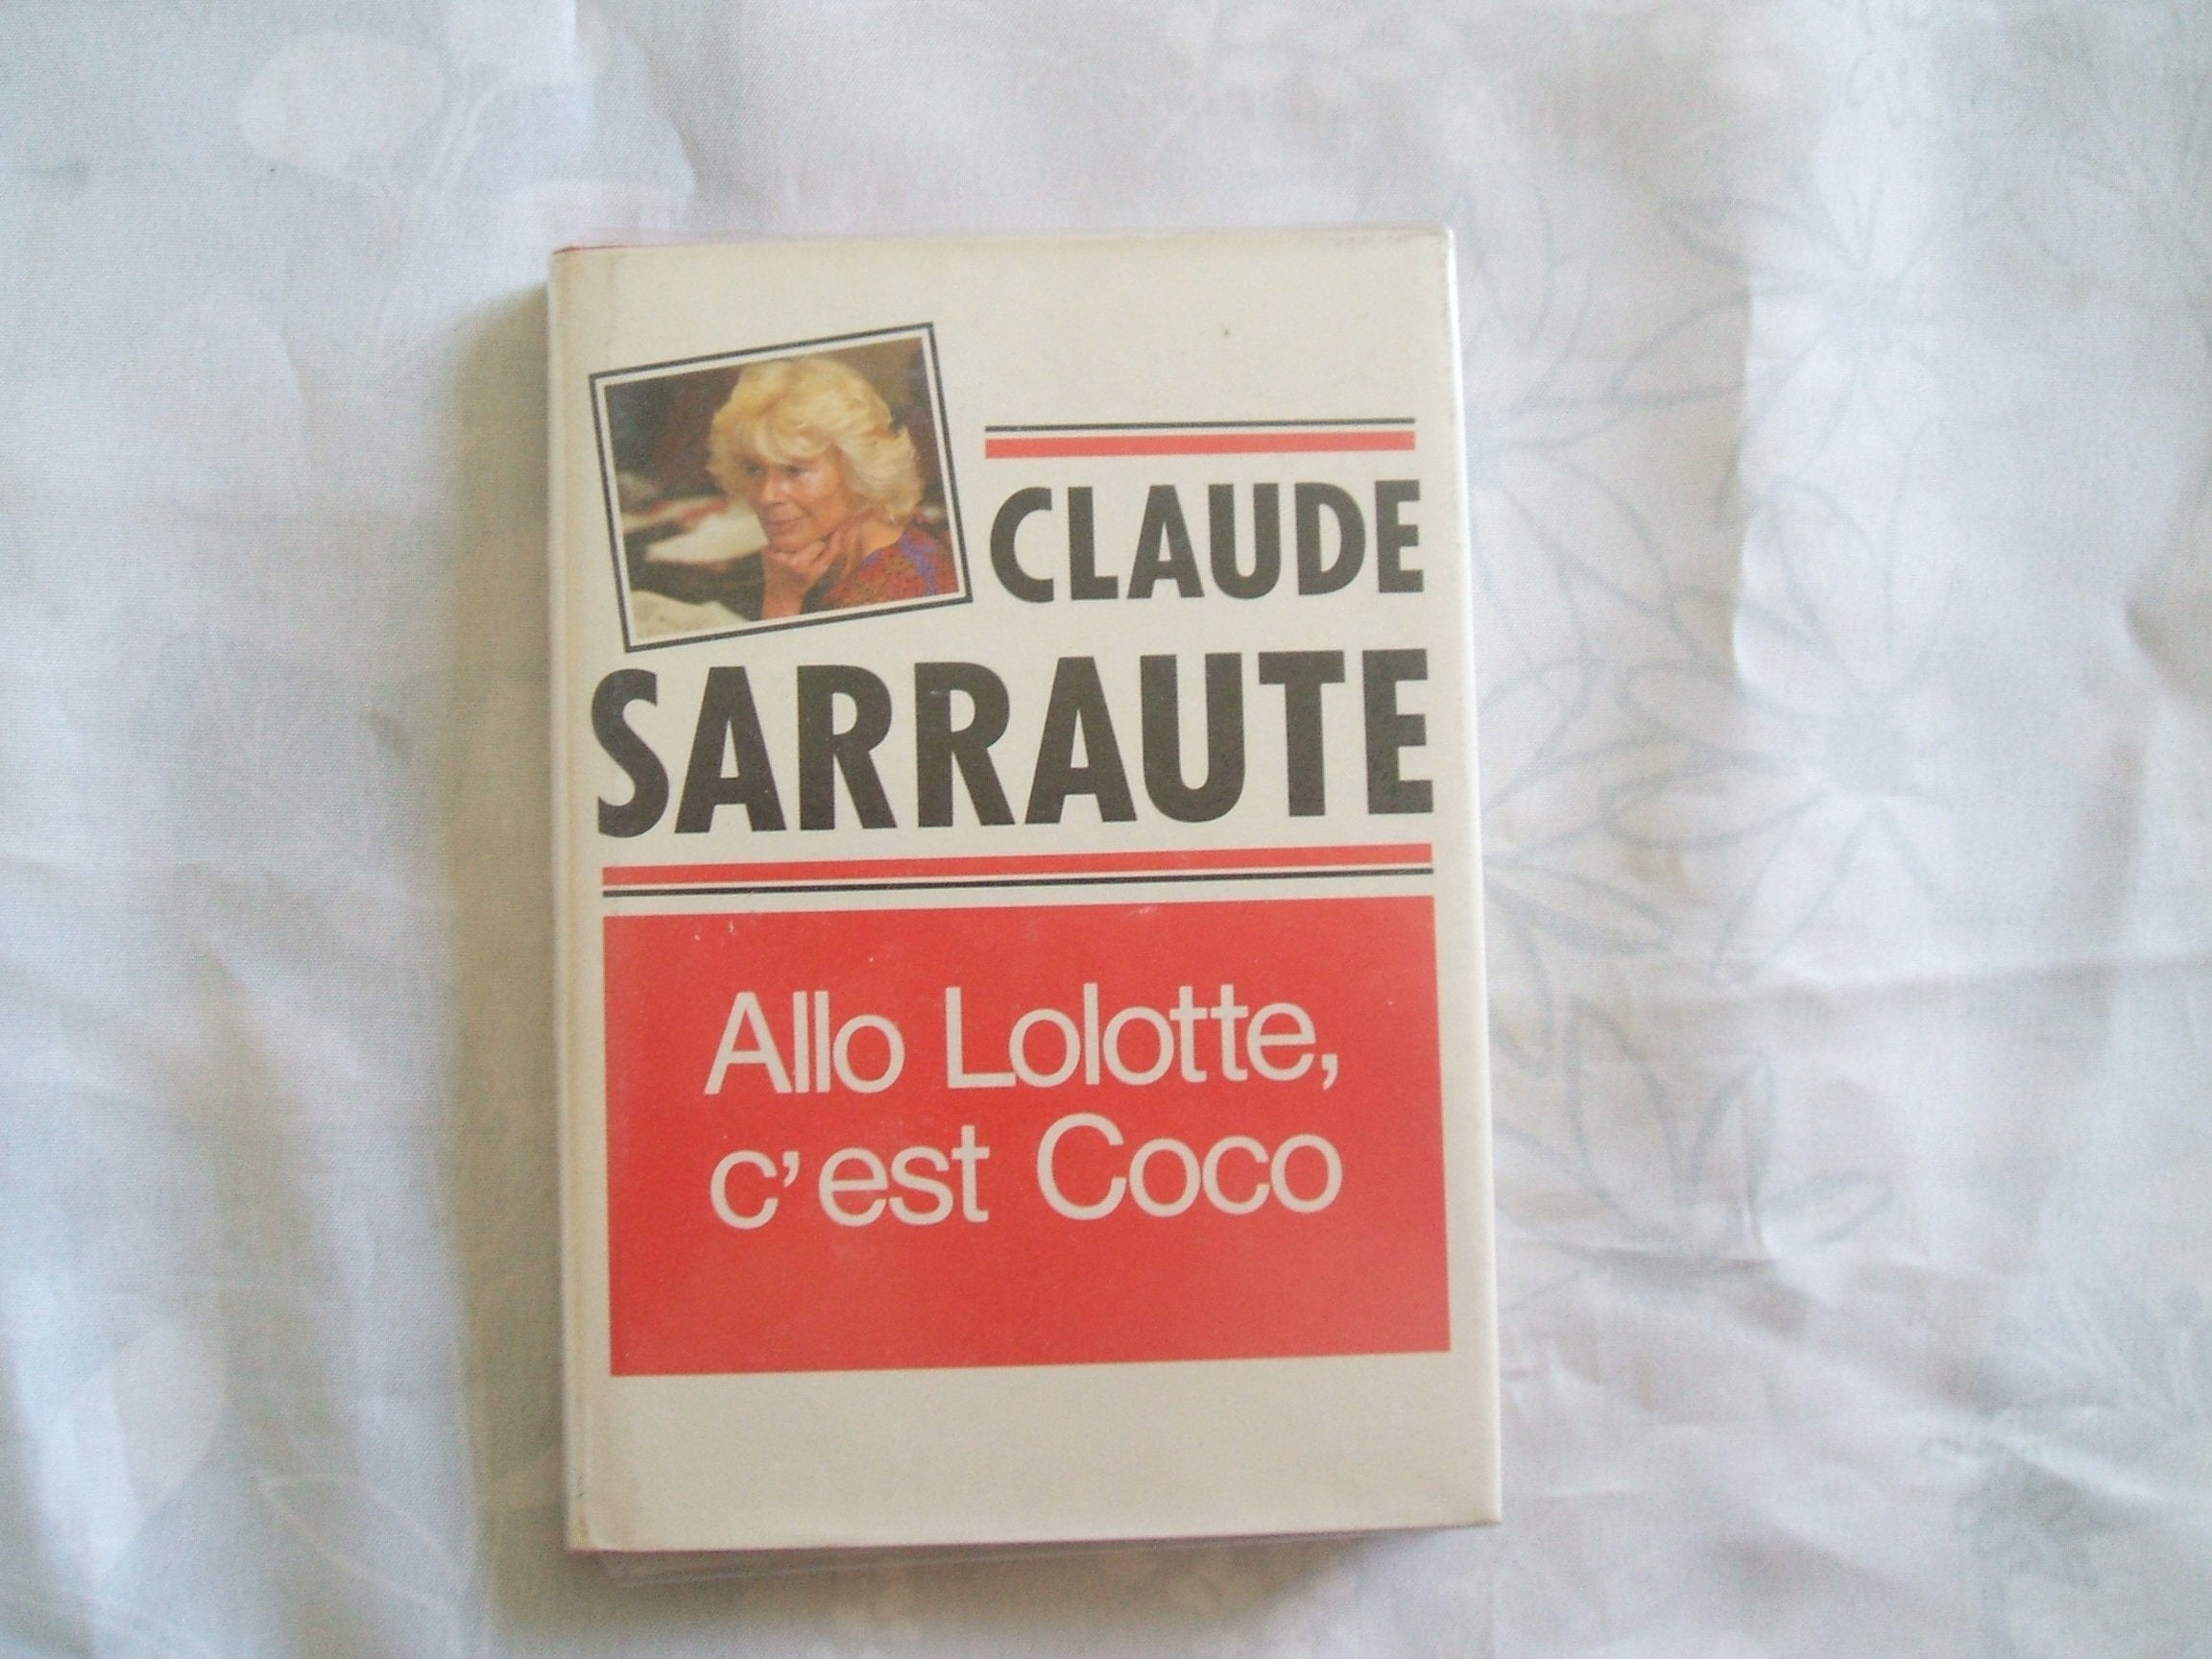 CLAUDE
SARRAUTE
Allo Lolotte,
c'est Coco